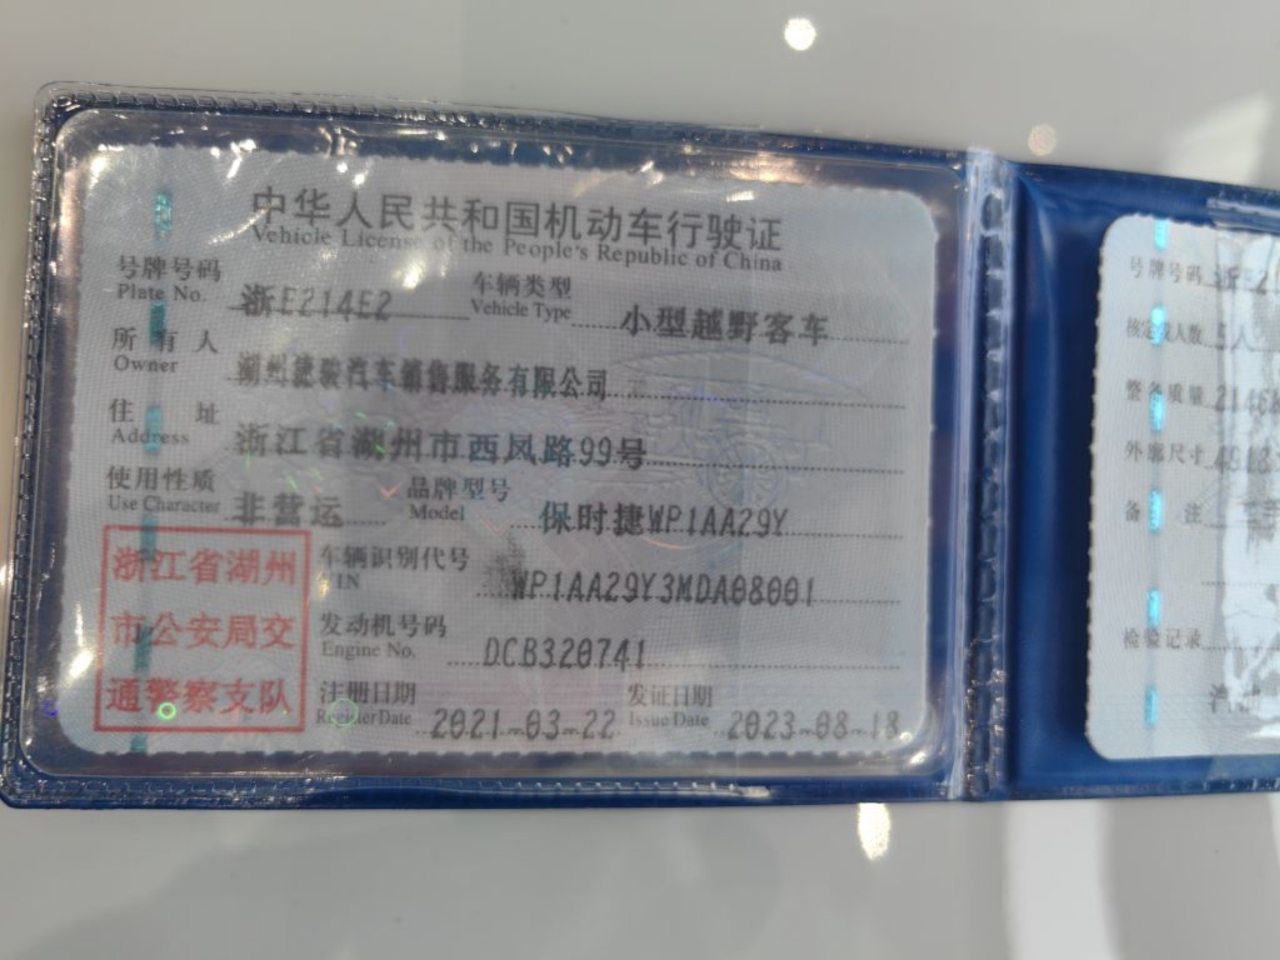 中华人民共和国机动车行驶证
Vehicle License of the People's Republic of China
号牌号码 浙E214E2 车辆类型 小型越野客车
Plate No. Vehicle Type
所有人 湖州捷骏汽车销售服务有限公司
Owner
住址 浙江省湖州市西凤路99号
Address
使用性质 非营运 品牌型号 保时捷WP1AA29Y
Use Character Model
浙江省湖州
市公安局交
通警察支队
车辆识别代号 WP1AA29Y3MDA08001
VIN
发动机号码 DCB320741
Engine No.
注册日期 2021-03-22 发证日期 2023-08-18
Register Date Issue Date
号牌号码 浙E2
核定载人数 5人
整备质量 2146
外廓尺寸
备注
检验记录